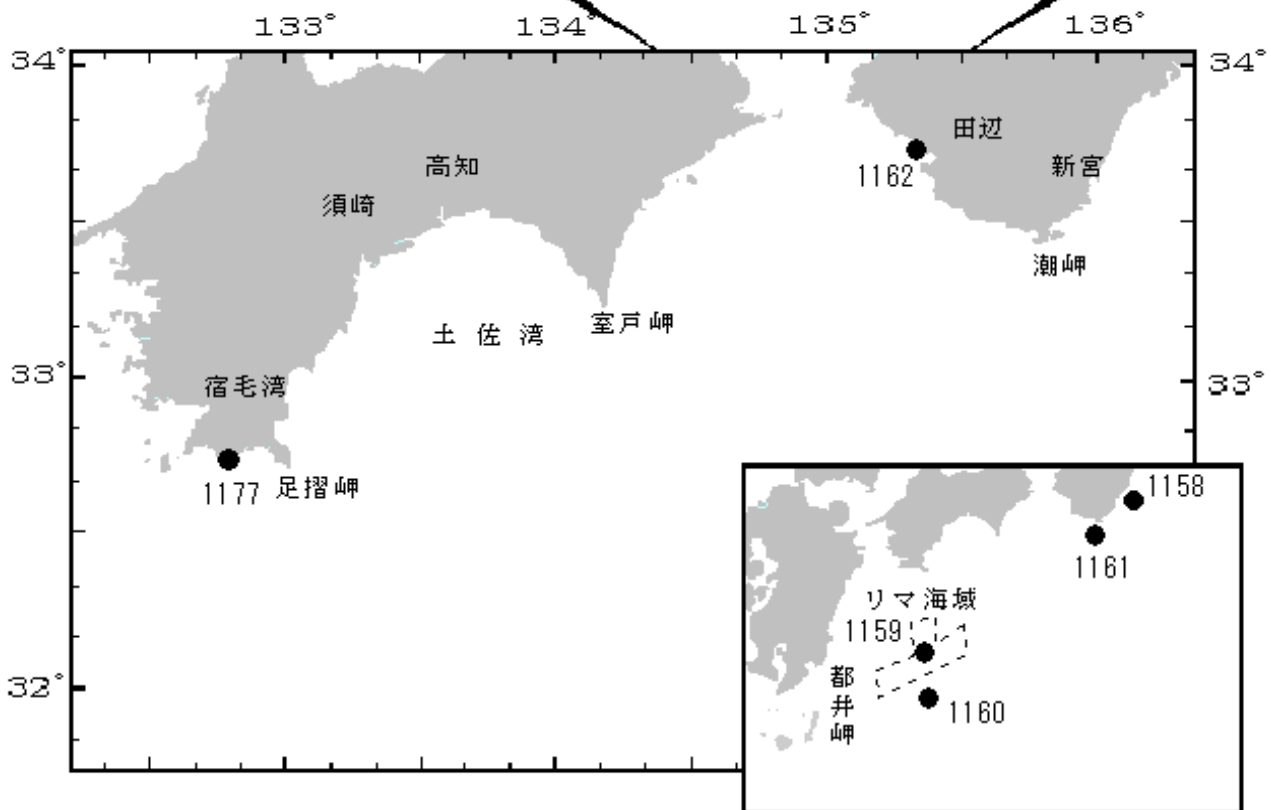 133° 134° 135° 136°
34° 34°
田辺
1162
新宮
高知
須崎
潮岬
室戸岬
土佐湾
33° 33°
宿毛湾
1177 足摺岬
1158
1161
リマ海域
1159
都井岬
1160
32°